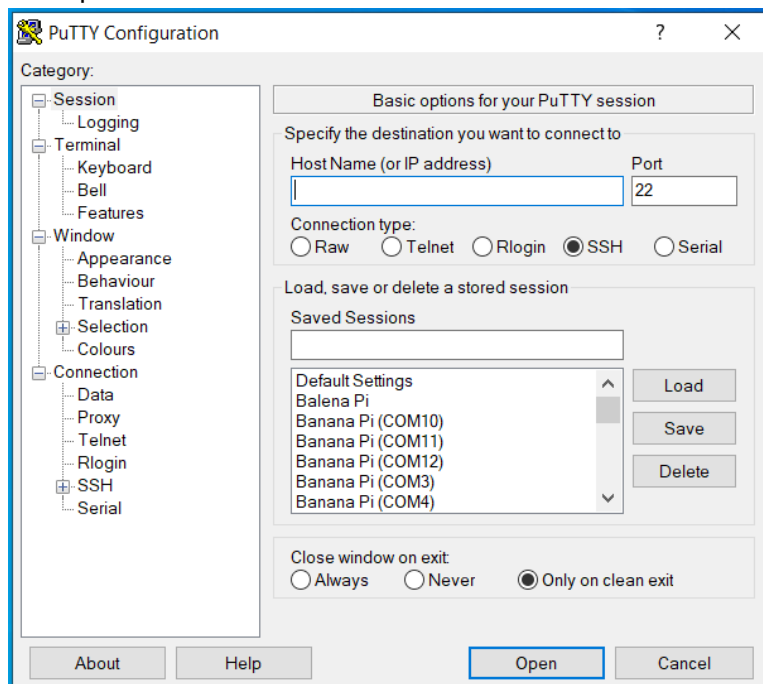 PuTTY Configuration ? ×
Category:
Session
Logging
Terminal
Keyboard
Bell
Features
Window
Appearance
Behaviour
Translation
Selection
Colours
Connection
Data
Proxy
Telnet
Rlogin
SSH
Serial
Basic options for your PuTTY session
Specify the destination you want to connect to
Host Name (or IP address) Port
22
Connection type:
Raw Telnet Rlogin SSH Serial
Load, save or delete a stored session
Saved Sessions
Default Settings
Balena Pi
Banana Pi (COM10)
Banana Pi (COM11)
Banana Pi (COM12)
Banana Pi (COM3)
Banana Pi (COM4)
Load
Save
Delete
Close window on exit:
Always Never Only on clean exit
About Help Open Cancel